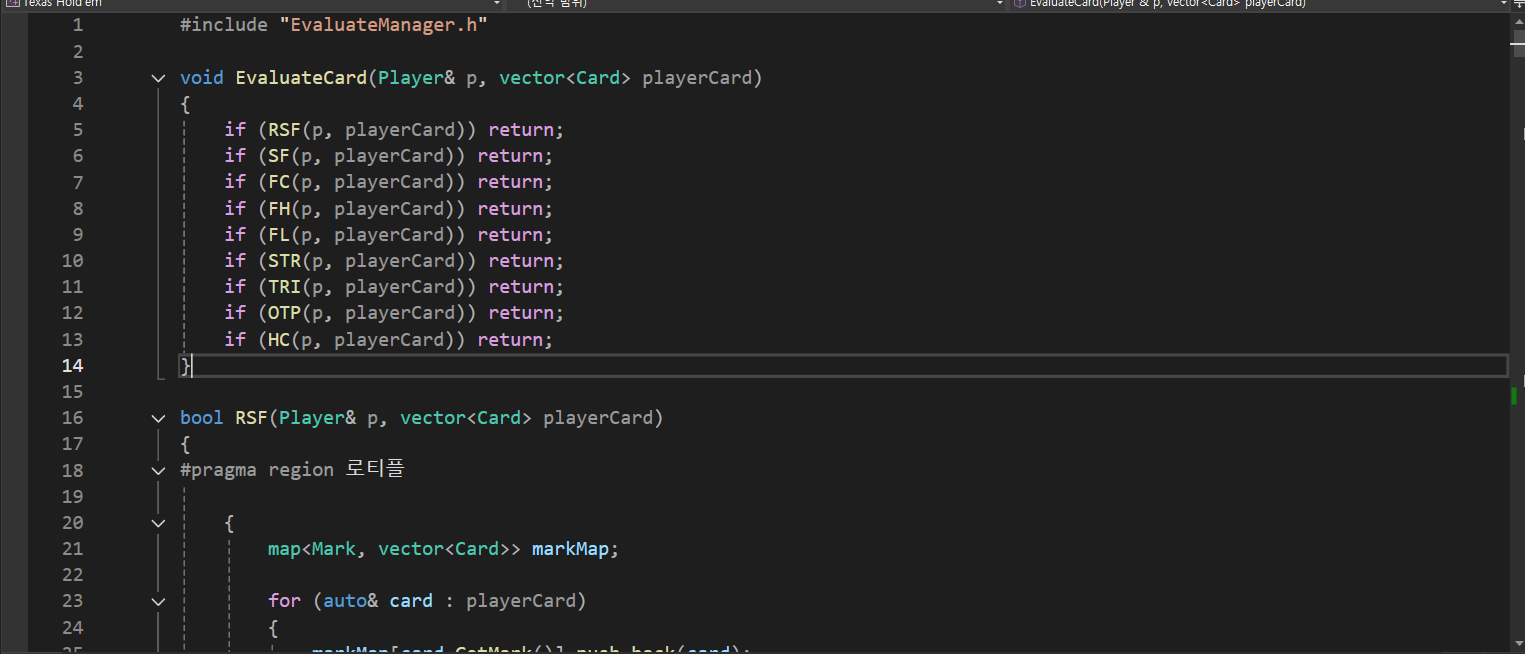 Texas Hold'em (전역 범위) EvaluateCard(Player & p, vector<Card> playerCard)
1 #include "EvaluateManager.h"
2
3 void EvaluateCard(Player& p, vector<Card> playerCard)
4 {
5 if (RSF(p, playerCard)) return;
6 if (SF(p, playerCard)) return;
7 if (FC(p, playerCard)) return;
8 if (FH(p, playerCard)) return;
9 if (FL(p, playerCard)) return;
10 if (STR(p, playerCard)) return;
11 if (TRI(p, playerCard)) return;
12 if (OTP(p, playerCard)) return;
13 if (HC(p, playerCard)) return;
14 }
15
16 bool RSF(Player& p, vector<Card> playerCard)
17 {
18 #pragma region 로티플
19
20 {
21 map<Mark, vector<Card>> markMap;
22
23 for (auto& card : playerCard)
24 {
25 markMap[card.GetMark()].push_back(card);